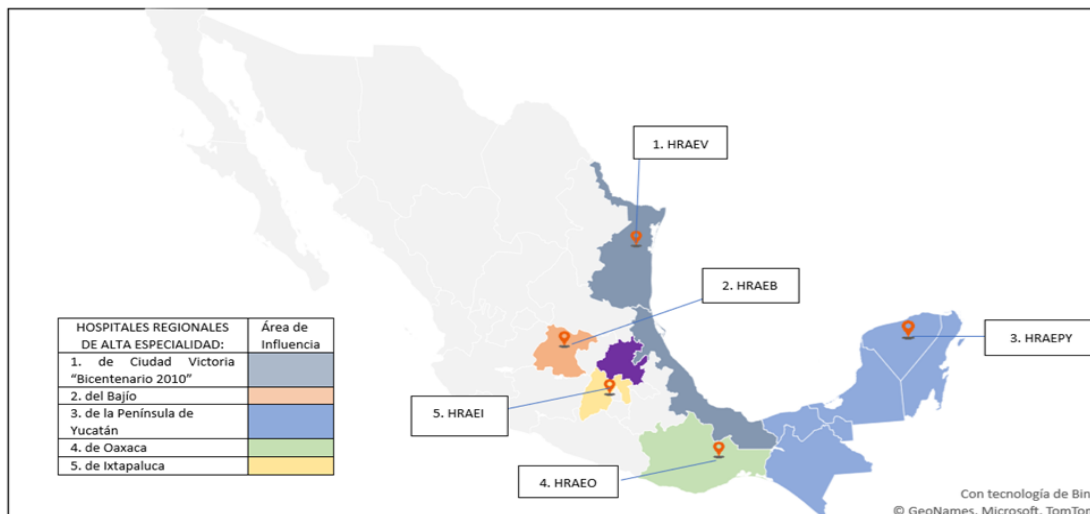 1. HRAEV
2. HRAEB
3. HRAEPY
HOSPITALES REGIONALES
DE ALTA ESPECIALIDAD:
Área de
Influencia
1. de Ciudad Victoria
“Bicentenario 2010”
2. del Bajío
3. de la Península de
Yucatán
4. de Oaxaca
5. de Ixtapaluca
5. HRAEI
4. HRAEO
Con tecnología de Bin
© GeoNames, Microsoft, TomTom